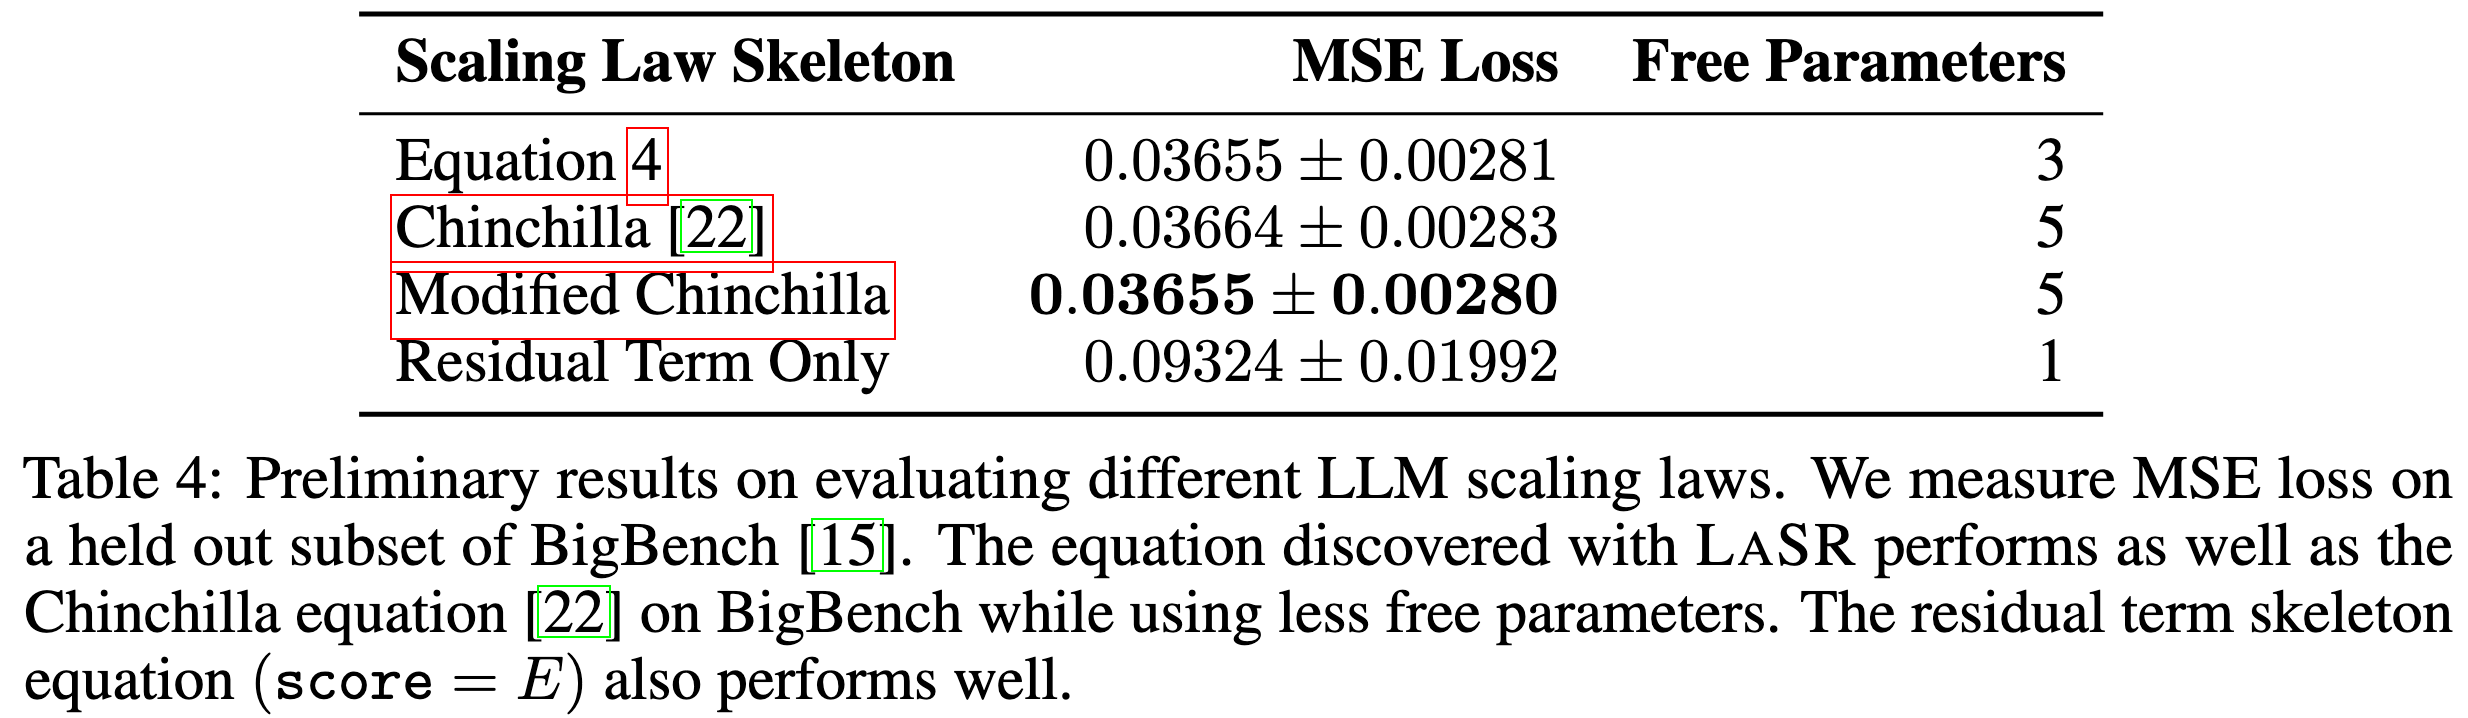 Scaling Law Skeleton MSE Loss Free Parameters
Equation 4 0.03655 ± 0.00281 3
Chinchilla [22] 0.03664 ± 0.00283 5
Modified Chinchilla 0.03655 ± 0.00280 5
Residual Term Only 0.09324 ± 0.01992 1
Table 4: Preliminary results on evaluating different LLM scaling laws. We measure MSE loss on
a held out subset of BigBench [15]. The equation discovered with LASR performs as well as the
Chinchilla equation [22] on BigBench while using less free parameters. The residual term skeleton
equation (score = E) also performs well.